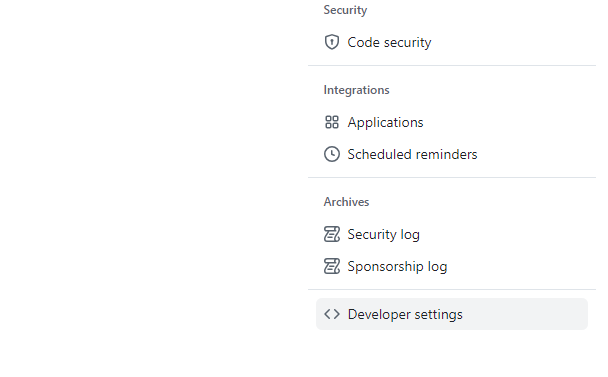 Security
Code security
Integrations
Applications
Scheduled reminders
Archives
Security log
Sponsorship log
Developer settings